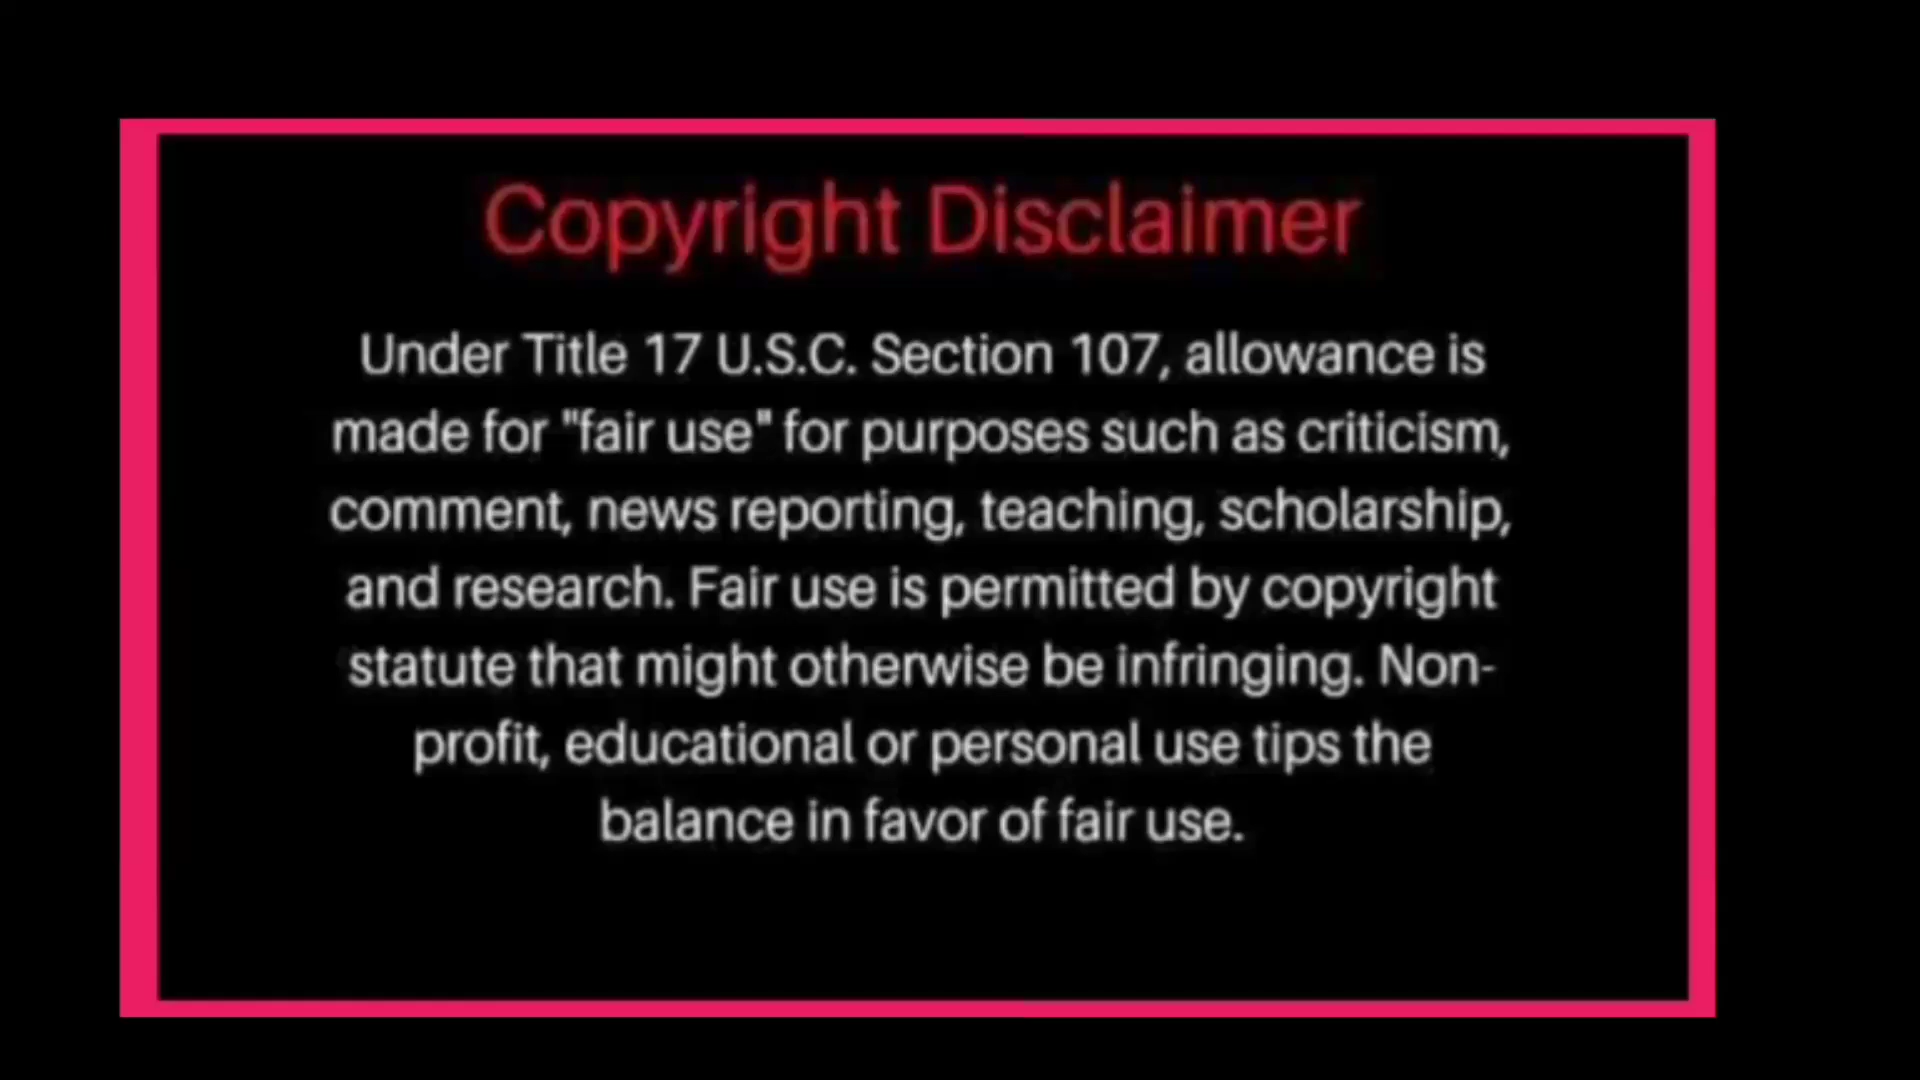 Copyright Disclaimer
Under Title 17 U.S.C. Section 107, allowance is
made for "fair use" for purposes such as criticism,
comment, news reporting, teaching, scholarship,
and research. Fair use is permitted by copyright
statute that might otherwise be infringing. Non-
profit, educational or personal use tips the
balance in favor of fair use.